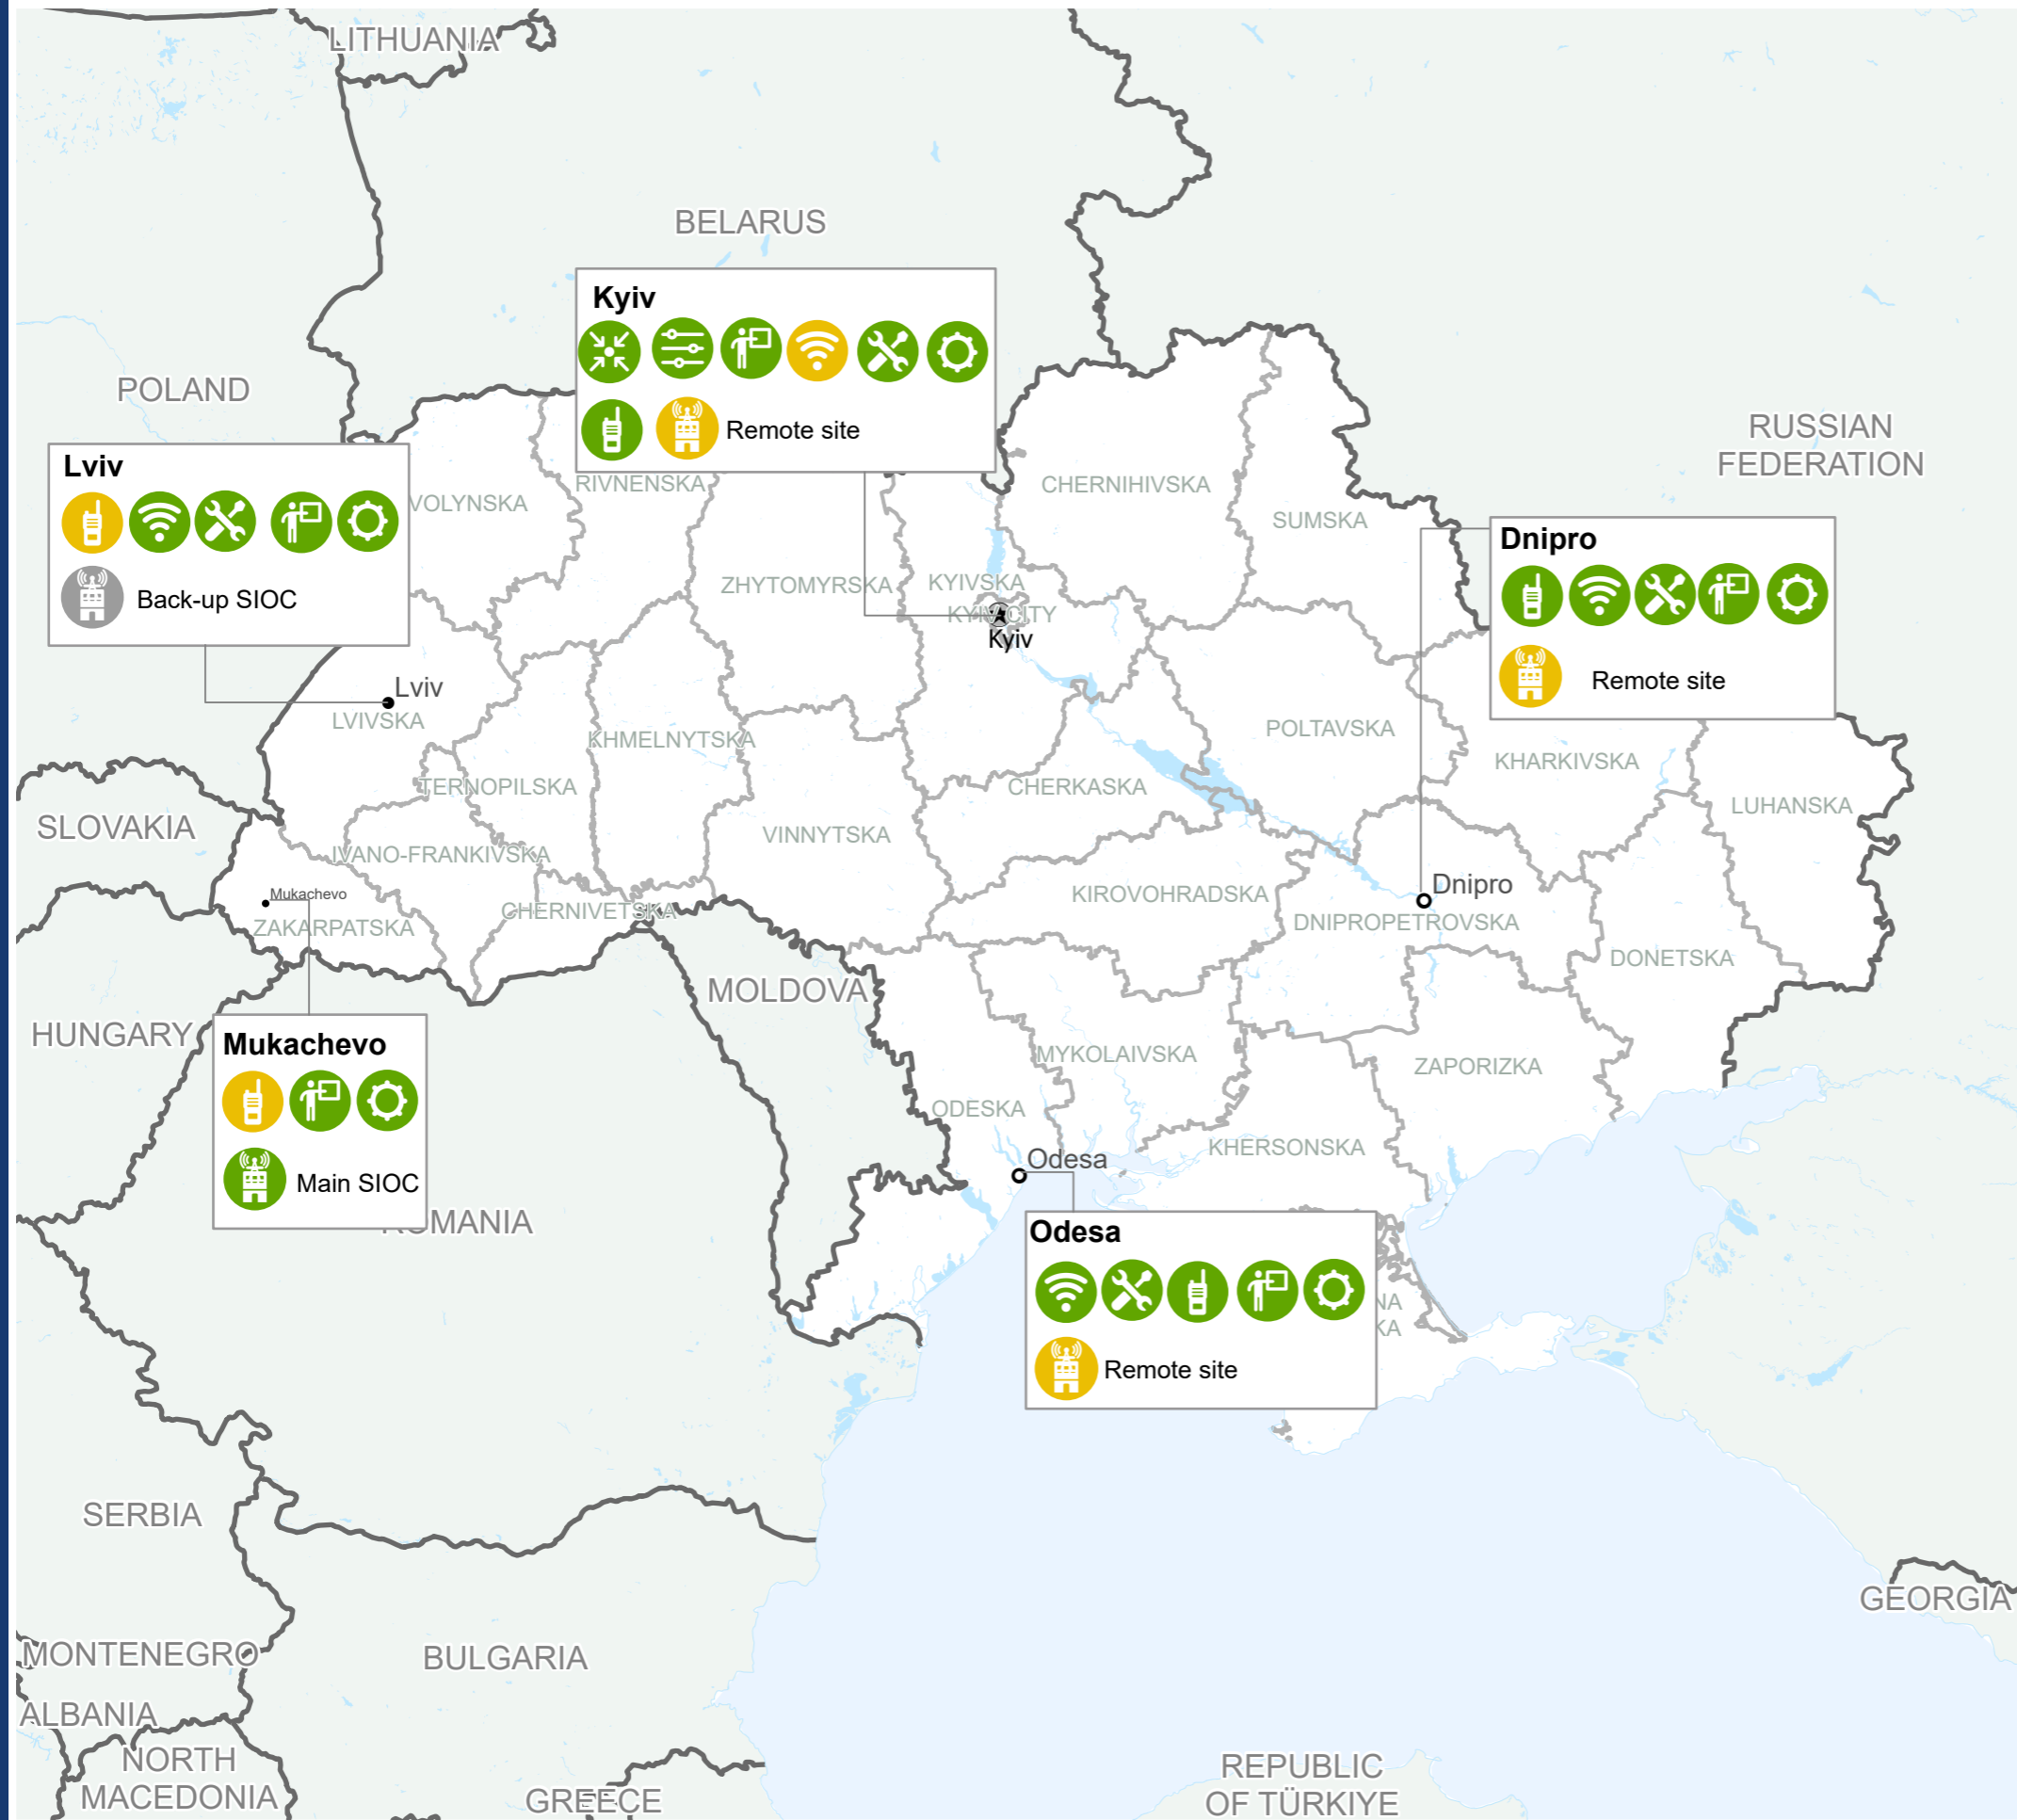 LITHUANIA
BELARUS
POLAND
RUSSIAN
FEDERATION
Kyiv
Remote site
Lviv
Back-up SIOC
Dnipro
Remote site
VOLYNSKA
RIVNENSKA
CHERNIHIVSKA
SUMSKA
ZHYTOMYRSKA
KYIVSKA
KYIV CITY
Kyiv
Lviv
LVIVSKA
KHMELNYTSKA
POLTAVSKA
KHARKIVSKA
TERNOPILSKA
CHERKASKA
LUHANSKA
SLOVAKIA
VINNYTSKA
IVANO-FRANKIVSKA
Mukachevo
ZAKARPATSKA
CHERNIVETSKA
KIROVOHRADSKA
Dnipro
DNIPROPETROVSKA
DONETSKA
MOLDOVA
HUNGARY
Mukachevo
Main SIOC
MYKOLAIVSKA
ZAPORIZKA
ODESKA
KHERSONSKA
Odesa
ROMANIA
Odesa
Remote site
NA
KA
SERBIA
GEORGIA
MONTENEGRO
BULGARIA
ALBANIA
NORTH
MACEDONIA
GREECE
REPUBLIC
OF TÜRKIYE